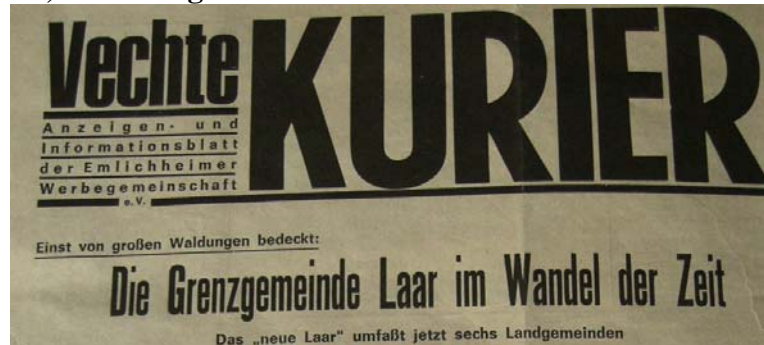 Vechte KURIER
Anzeigen- und
Informationsblatt
der Emlichheimer
Werbegemeinschaft
e.V.
Einst von großen Waldungen bedeckt:
Die Grenzgemeinde Laar im Wandel der Zeit
Das „neue Laar" umfaßt jetzt sechs Landgemeinden